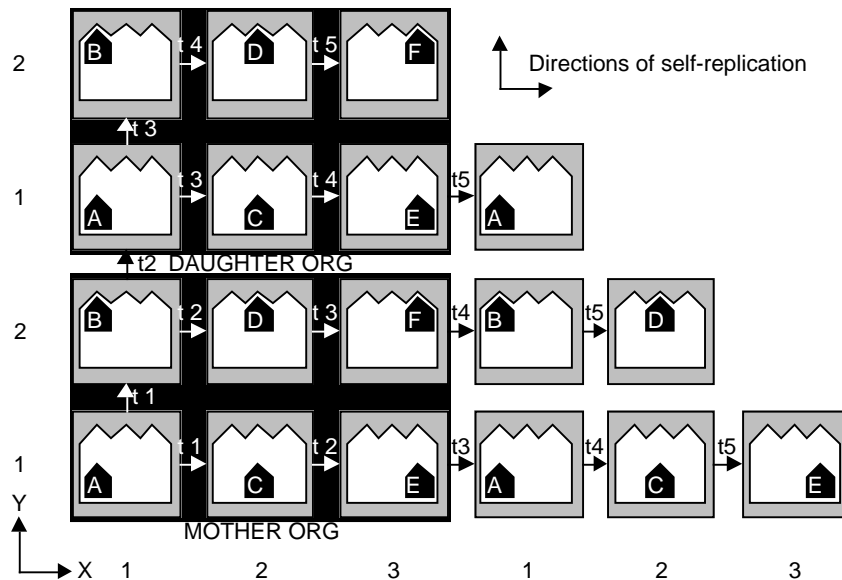 2 B t 4 D t 5 F
Directions of self-replication
t 3
1 A t 3 C t 4 E t5 A
t2 DAUGHTER ORG
2 B t 2 D t 3 F t4 B t5 D
t 1
1 A t 1 C t 2 E t3 A t4 C t5 E
Y
MOTHER ORG
X 1 2 3 1 2 3